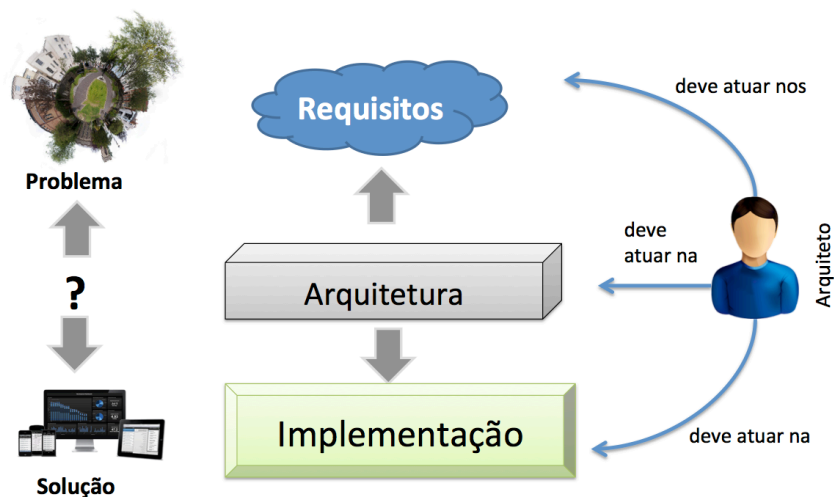 Problema
?
Solução
Requisitos
Arquitetura
Implementação
deve atuar nos
deve
atuar na
deve atuar na
Arquiteto